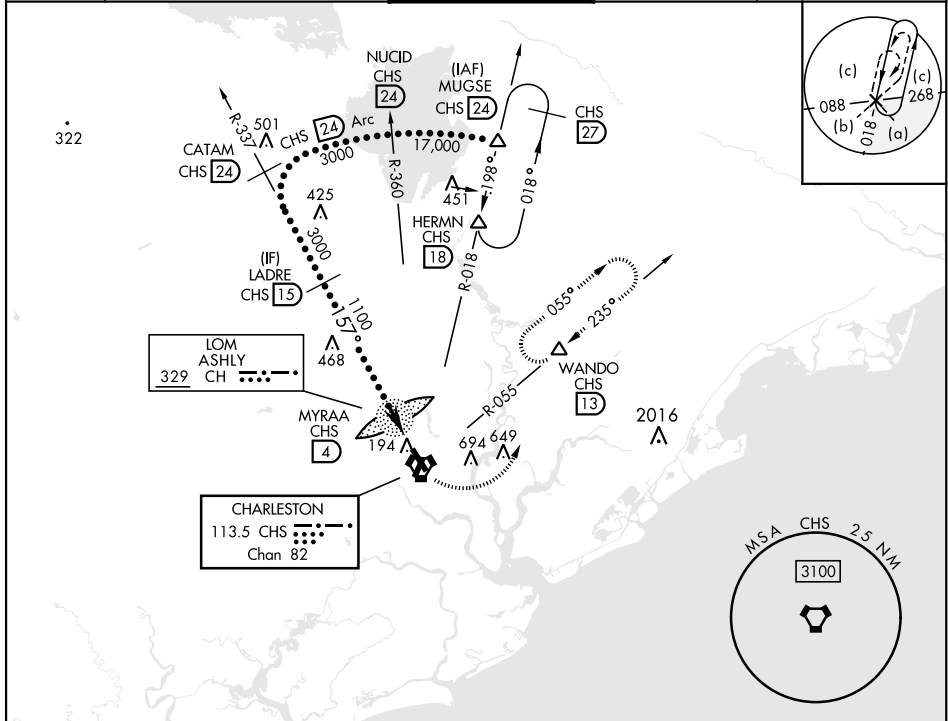 NUCID
CHS
24
(IAF)
MUGSE
CHS 24
CHS
27
(c)
(c)
088
268
(b)
018
(a)
322
R-337
501
CHS 24 Arc
3000
17,000
CATAM
CHS 24
R-360
198°
018°
451
425
HERMN
CHS
18
3000
(IF)
LADRE
CHS 15
R-018
055°
235°
1100
157°
468
LOM
ASHLY
329 CH
WANDO
CHS
13
R-055
MYRAA
CHS
4
194
694
649
2016
CHARLESTON
113.5 CHS
Chan 82
MSA CHS 25 NM
3100